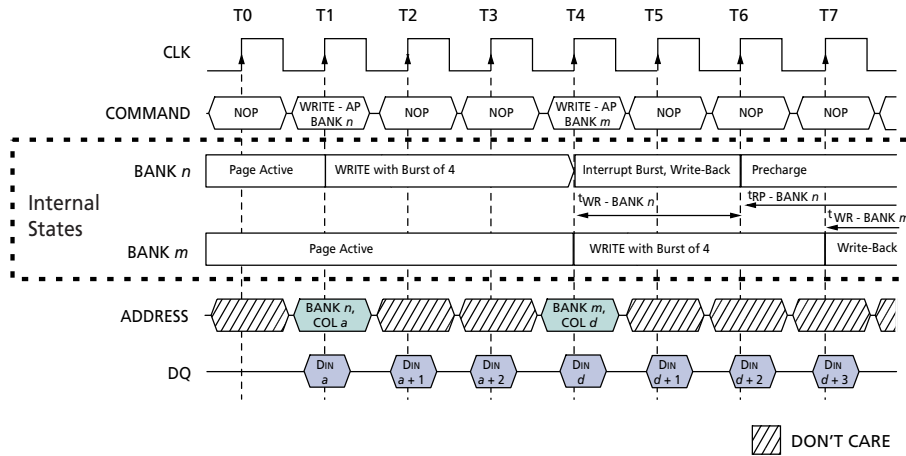 T0 T1 T2 T3 T4 T5 T6 T7
CLK
COMMAND NOP WRITE - AP BANK n NOP NOP WRITE - AP BANK m NOP NOP NOP
Internal States
BANK n Page Active WRITE with Burst of 4 Interrupt Burst, Write-Back Precharge
tWR - BANK n tRP - BANK n
tWR - BANK m
BANK m Page Active WRITE with Burst of 4 Write-Back
ADDRESS BANK n, COL a BANK m, COL d
DQ DIN a DIN a + 1 DIN a + 2 DIN d DIN d + 1 DIN d + 2 DIN d + 3
DON'T CARE